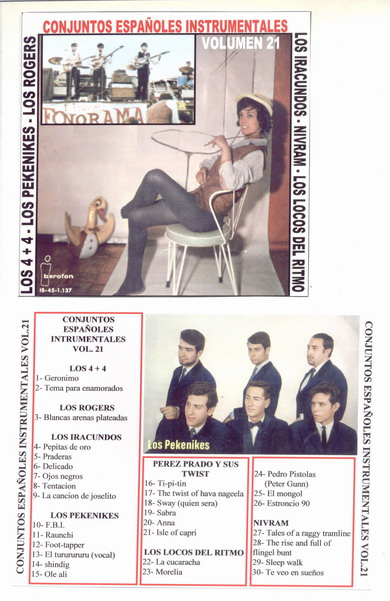 CONJUNTOS ESPAÑOLES INSTRUMENTALES
VOLUMEN 21
LOS 4 + 4 - LOS PEKENIKES - LOS ROGERS
LOS IRACUNDOS - NIVRAM - LOS LOCOS DEL RITMO
FONORAMA
iberofon
IB-45-1.137
CONJUNTOS ESPAÑOLES INSTRUMENTALES VOL.21
CONJUNTOS
ESPAÑOLES
INTRUMENTALES
VOL. 21
LOS 4 + 4
1- Geronimo
2- Tema para enamorados
LOS ROGERS
3- Blancas arenas plateadas
LOS IRACUNDOS
4- Pepitas de oro
5- Praderas
6- Delicado
7- Ojos negros
8- Tentacion
9- La cancion de joselito
LOS PEKENIKES
10- F.B.I.
11- Raunchi
12- Foot-tapper
13- El tururururu (vocal)
14- shindig
15- Ole ali
Los Pekenikes
PEREZ PRADO Y SUS
TWIST
16- Ti-pi-tin
17- The twist of hava nageela
18- Sway (quien sera)
19- Sabra
20- Anna
21- Isle of capri
LOS LOCOS DEL RITMO
22- La cucaracha
23- Morelia
24- Pedro Pistolas
(Peter Gunn)
25- El mongol
26- Estroncio 90
NIVRAM
27- Tales of a raggy tramline
28- The rise and full of
flingel bunt
29- Sleep walk
30- Te veo en sueños
CONJUNTOS ESPAÑOLES INSTRUMENTALES VOL.21